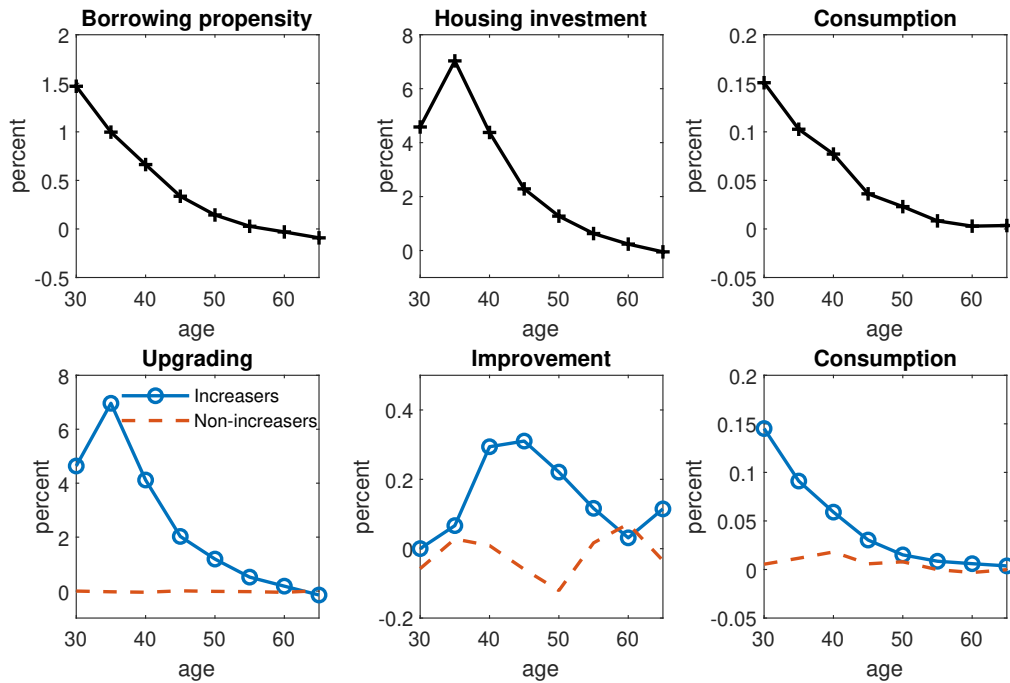 Borrowing propensity
2
1.5
1
0.5
0
-0.5
percent
30 40 50 60
age
Housing investment
8
6
4
2
0
percent
30 40 50 60
age
Consumption
0.2
0.15
0.1
0.05
0
-0.05
percent
30 40 50 60
age
Upgrading
8
6
4
2
0
percent
Increasers
Non-increasers
30 40 50 60
age
Improvement
0.4
0.2
0
-0.2
percent
30 40 50 60
age
Consumption
0.2
0.15
0.1
0.05
0
-0.05
percent
30 40 50 60
age